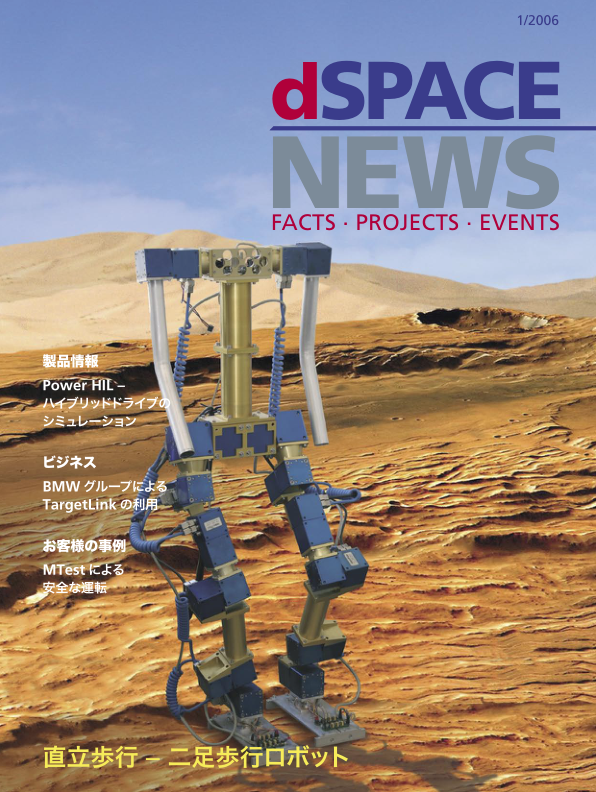 1/2006
dSPACE
NEWS
FACTS · PROJECTS · EVENTS
製品情報
Power HIL –
ハイブリッドドライブの
シミュレーション
ビジネス
BMW グループによる
TargetLink の利用
お客様の事例
MTest による
安全な運転
直立歩行 – 二足歩行ロボット